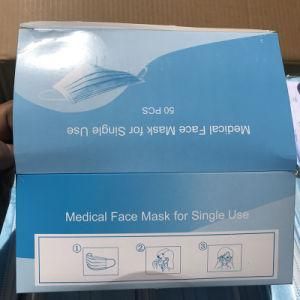 50 PCS
Medical Face Mask for Single Use
Medical Face Mask for Single Use
① ② ③